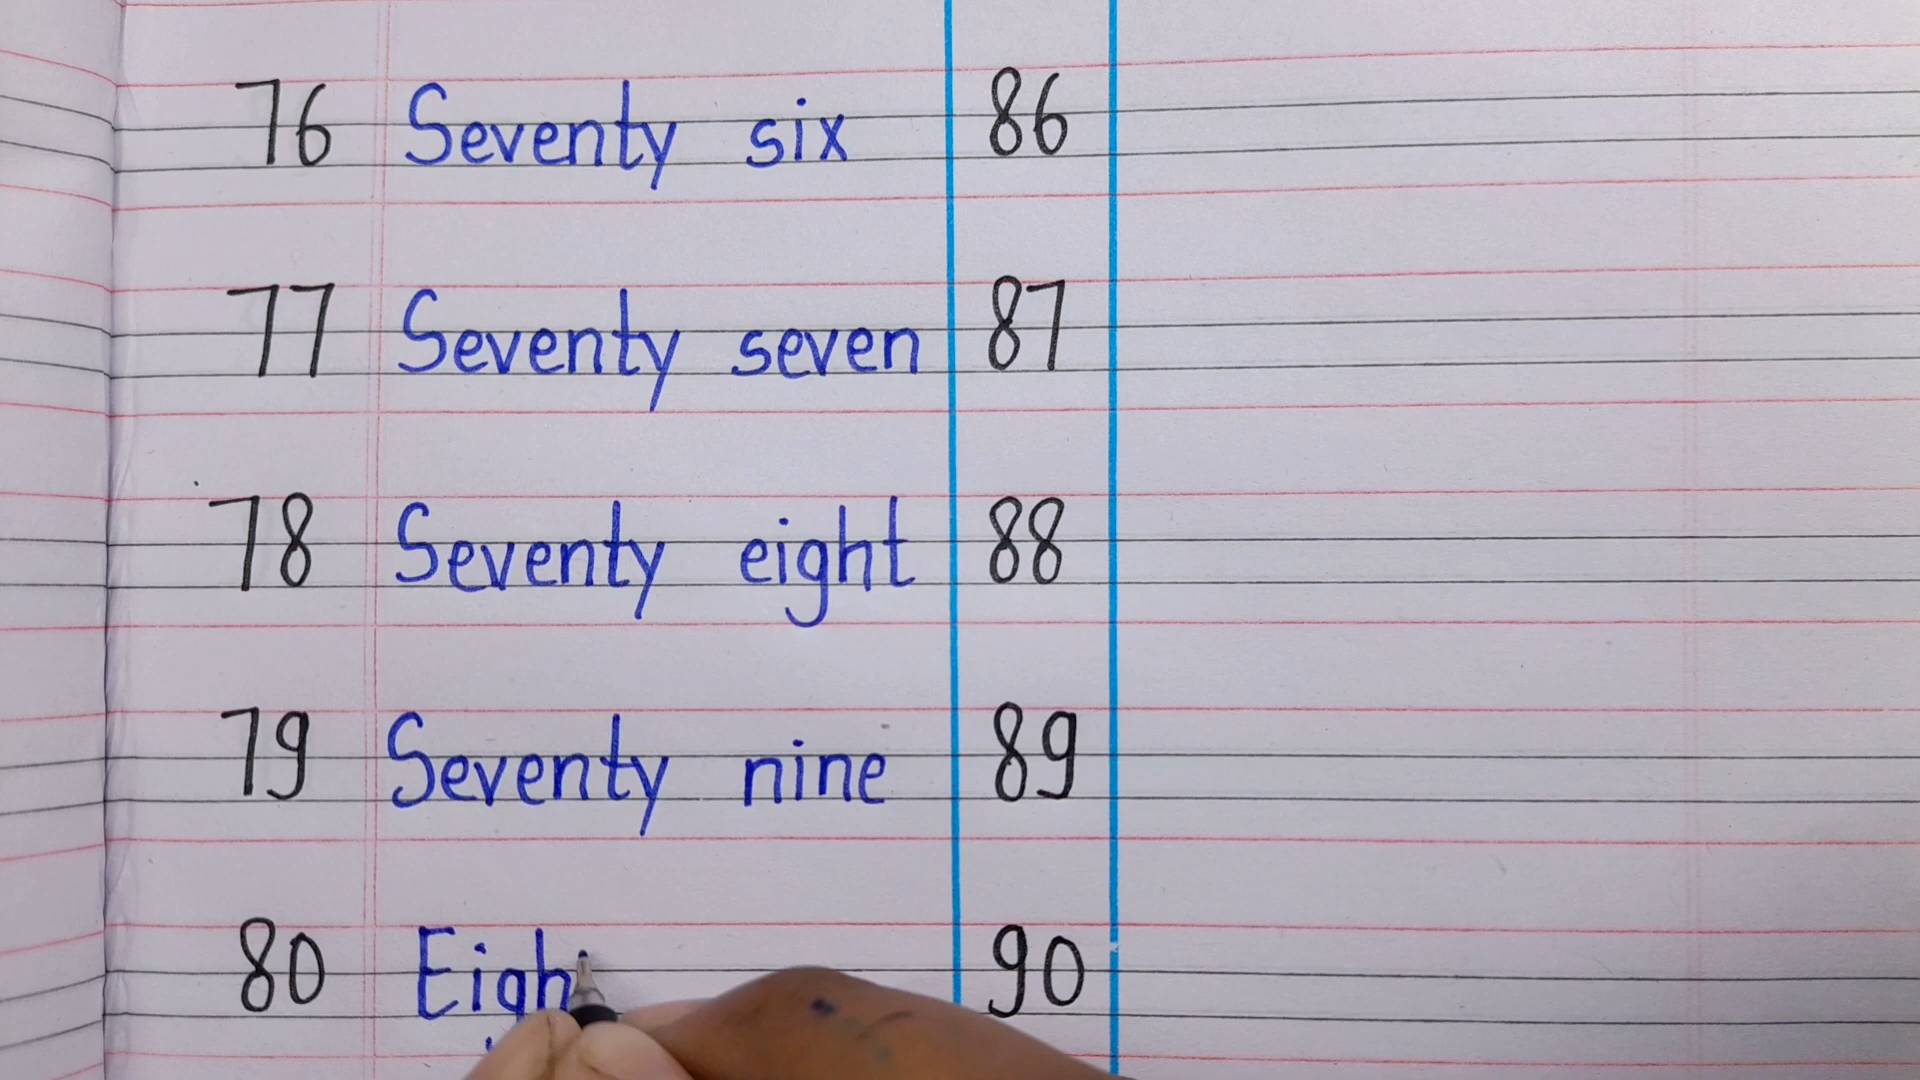 76 Seventy six 86
77 Seventy seven 87
78 Seventy eight 88
79 Seventy nine 89
80 Eigh 90